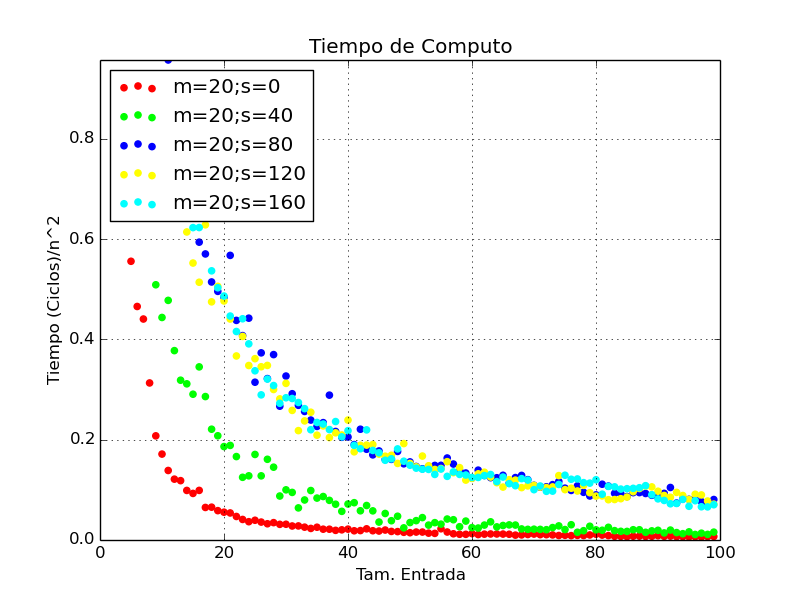 Tiempo de Computo
m=20;s=0
m=20;s=40
m=20;s=80
m=20;s=120
m=20;s=160
Tiempo (Ciclos)/n^2
0.8
0.6
0.4
0.2
0.0
0 20 40 60 80 100
Tam. Entrada